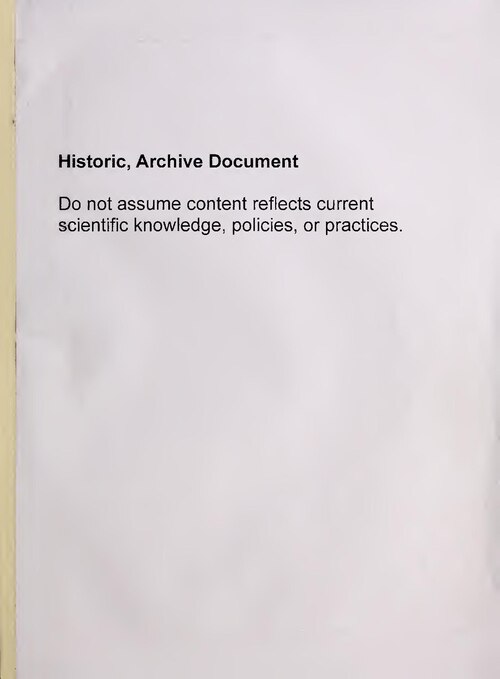 Historic, Archive Document
Do not assume content reflects current
scientific knowledge, policies, or practices.